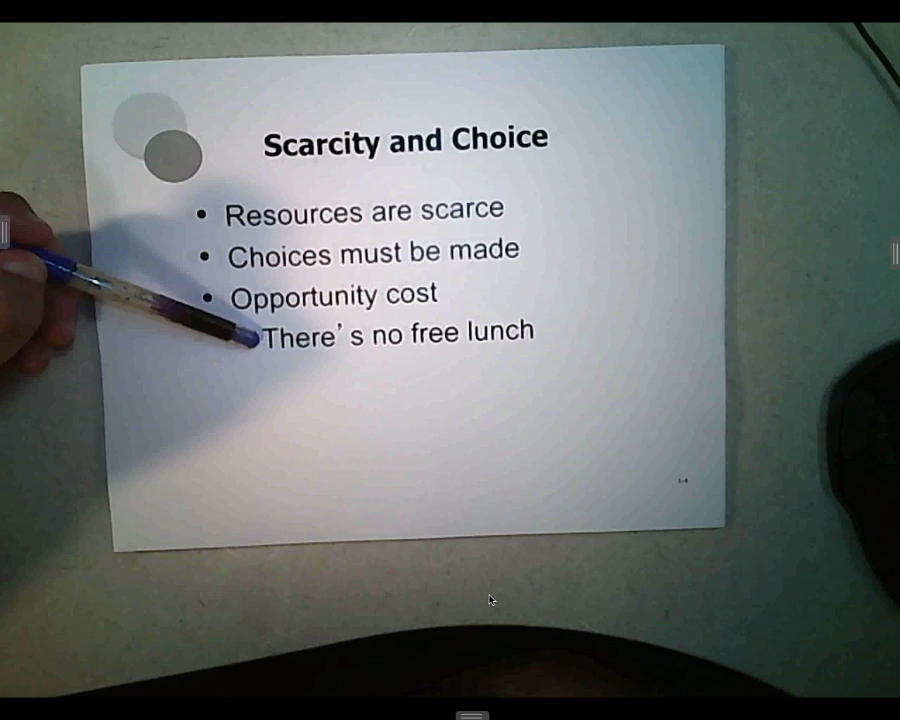 Scarcity and Choice
• Resources are scarce
• Choices must be made
• Opportunity cost
There's no free lunch